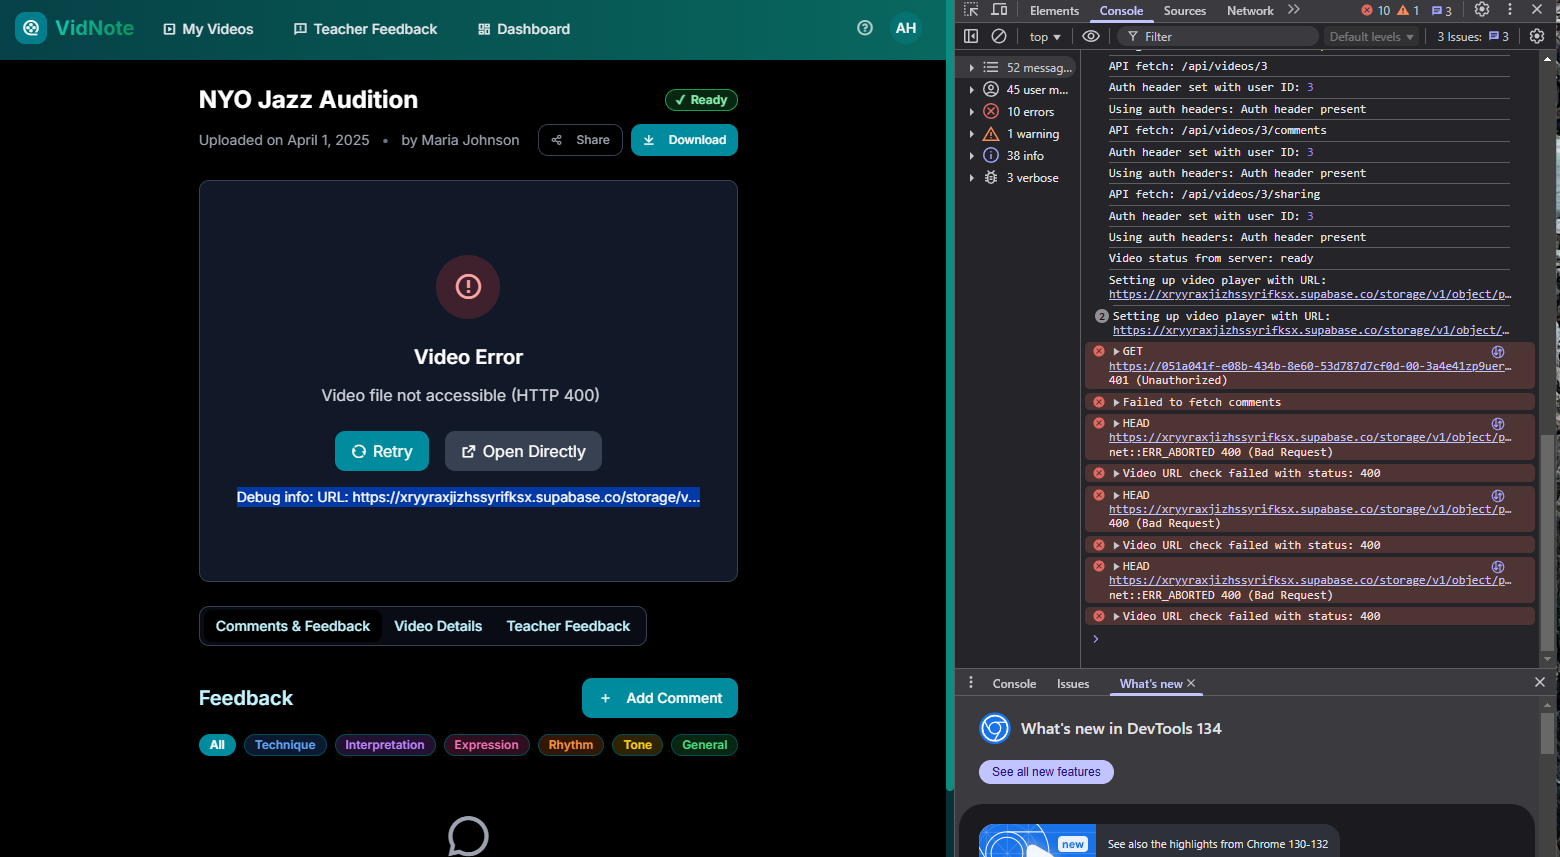 VidNote
My Videos
Teacher Feedback
Dashboard
AH
NYO Jazz Audition
✓ Ready
Uploaded on April 1, 2025 • by Maria Johnson
Share
Download
Video Error
Video file not accessible (HTTP 400)
Retry
Open Directly
Debug info: URL: https://xryyraxjizhssyrifksx.supabase.co/storage/v...
Comments & Feedback
Video Details
Teacher Feedback
Feedback
+ Add Comment
All
Technique
Interpretation
Expression
Rhythm
Tone
General
Elements
Console
Sources
Network
10
1
3
top
Filter
Default levels
3 Issues:
3
52 messag...
45 user m...
10 errors
1 warning
38 info
3 verbose
API fetch: /api/videos/3
Auth header set with user ID: 3
Using auth headers: Auth header present
API fetch: /api/videos/3/comments
Auth header set with user ID: 3
Using auth headers: Auth header present
API fetch: /api/videos/3/sharing
Auth header set with user ID: 3
Using auth headers: Auth header present
Video status from server: ready
Setting up video player with URL:
https://xryyraxjizhssyrifksx.supabase.co/storage/v1/object/p…
2
Setting up video player with URL:
https://xryyraxjizhssyrifksx.supabase.co/storage/v1/object/…
GET
https://051a041f-e08b-434b-8e60-53d787d7cf0d-00-3a4e41zp9uer…
401 (Unauthorized)
Failed to fetch comments
HEAD
https://xryyraxjizhssyrifksx.supabase.co/storage/v1/object/p…
net::ERR_ABORTED 400 (Bad Request)
Video URL check failed with status: 400
HEAD
https://xryyraxjizhssyrifksx.supabase.co/storage/v1/object/p…
400 (Bad Request)
Video URL check failed with status: 400
HEAD
https://xryyraxjizhssyrifksx.supabase.co/storage/v1/object/p…
net::ERR_ABORTED 400 (Bad Request)
Video URL check failed with status: 400
Console
Issues
What's new
What's new in DevTools 134
See all new features
new
See also the highlights from Chrome 130-132